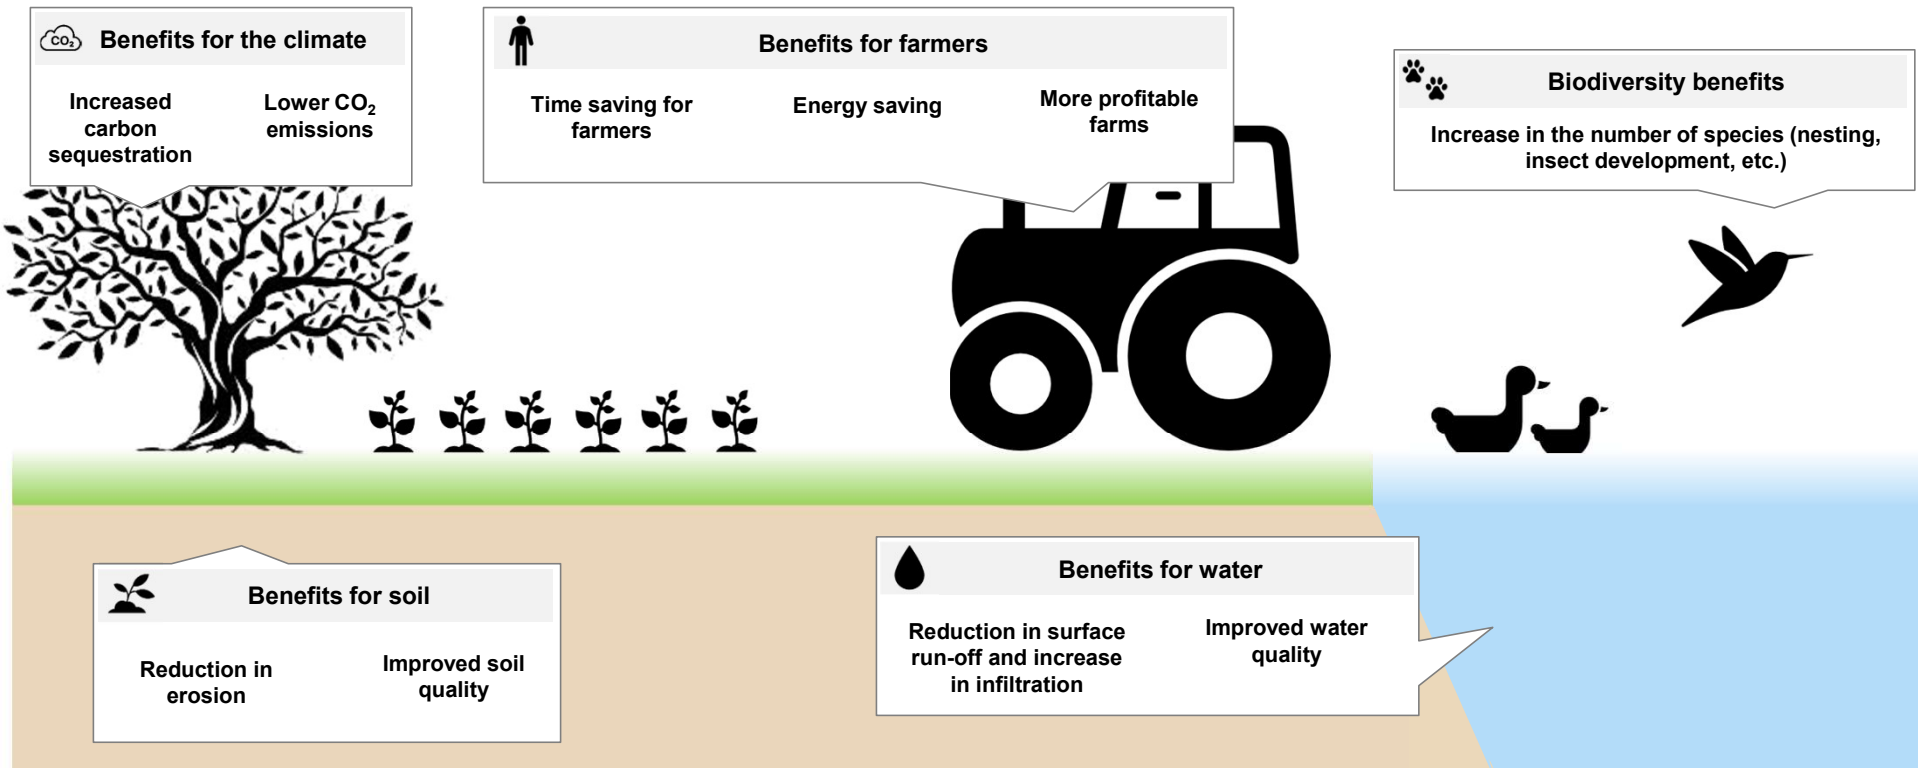 CO₂
Benefits for the climate
Increased
carbon
sequestration
Lower CO₂
emissions
Benefits for farmers
Time saving for
farmers
Energy saving
More profitable
farms
Biodiversity benefits
Increase in the number of species (nesting,
insect development, etc.)
Benefits for soil
Reduction in
erosion
Improved soil
quality
Benefits for water
Reduction in surface
run-off and increase
in infiltration
Improved water
quality